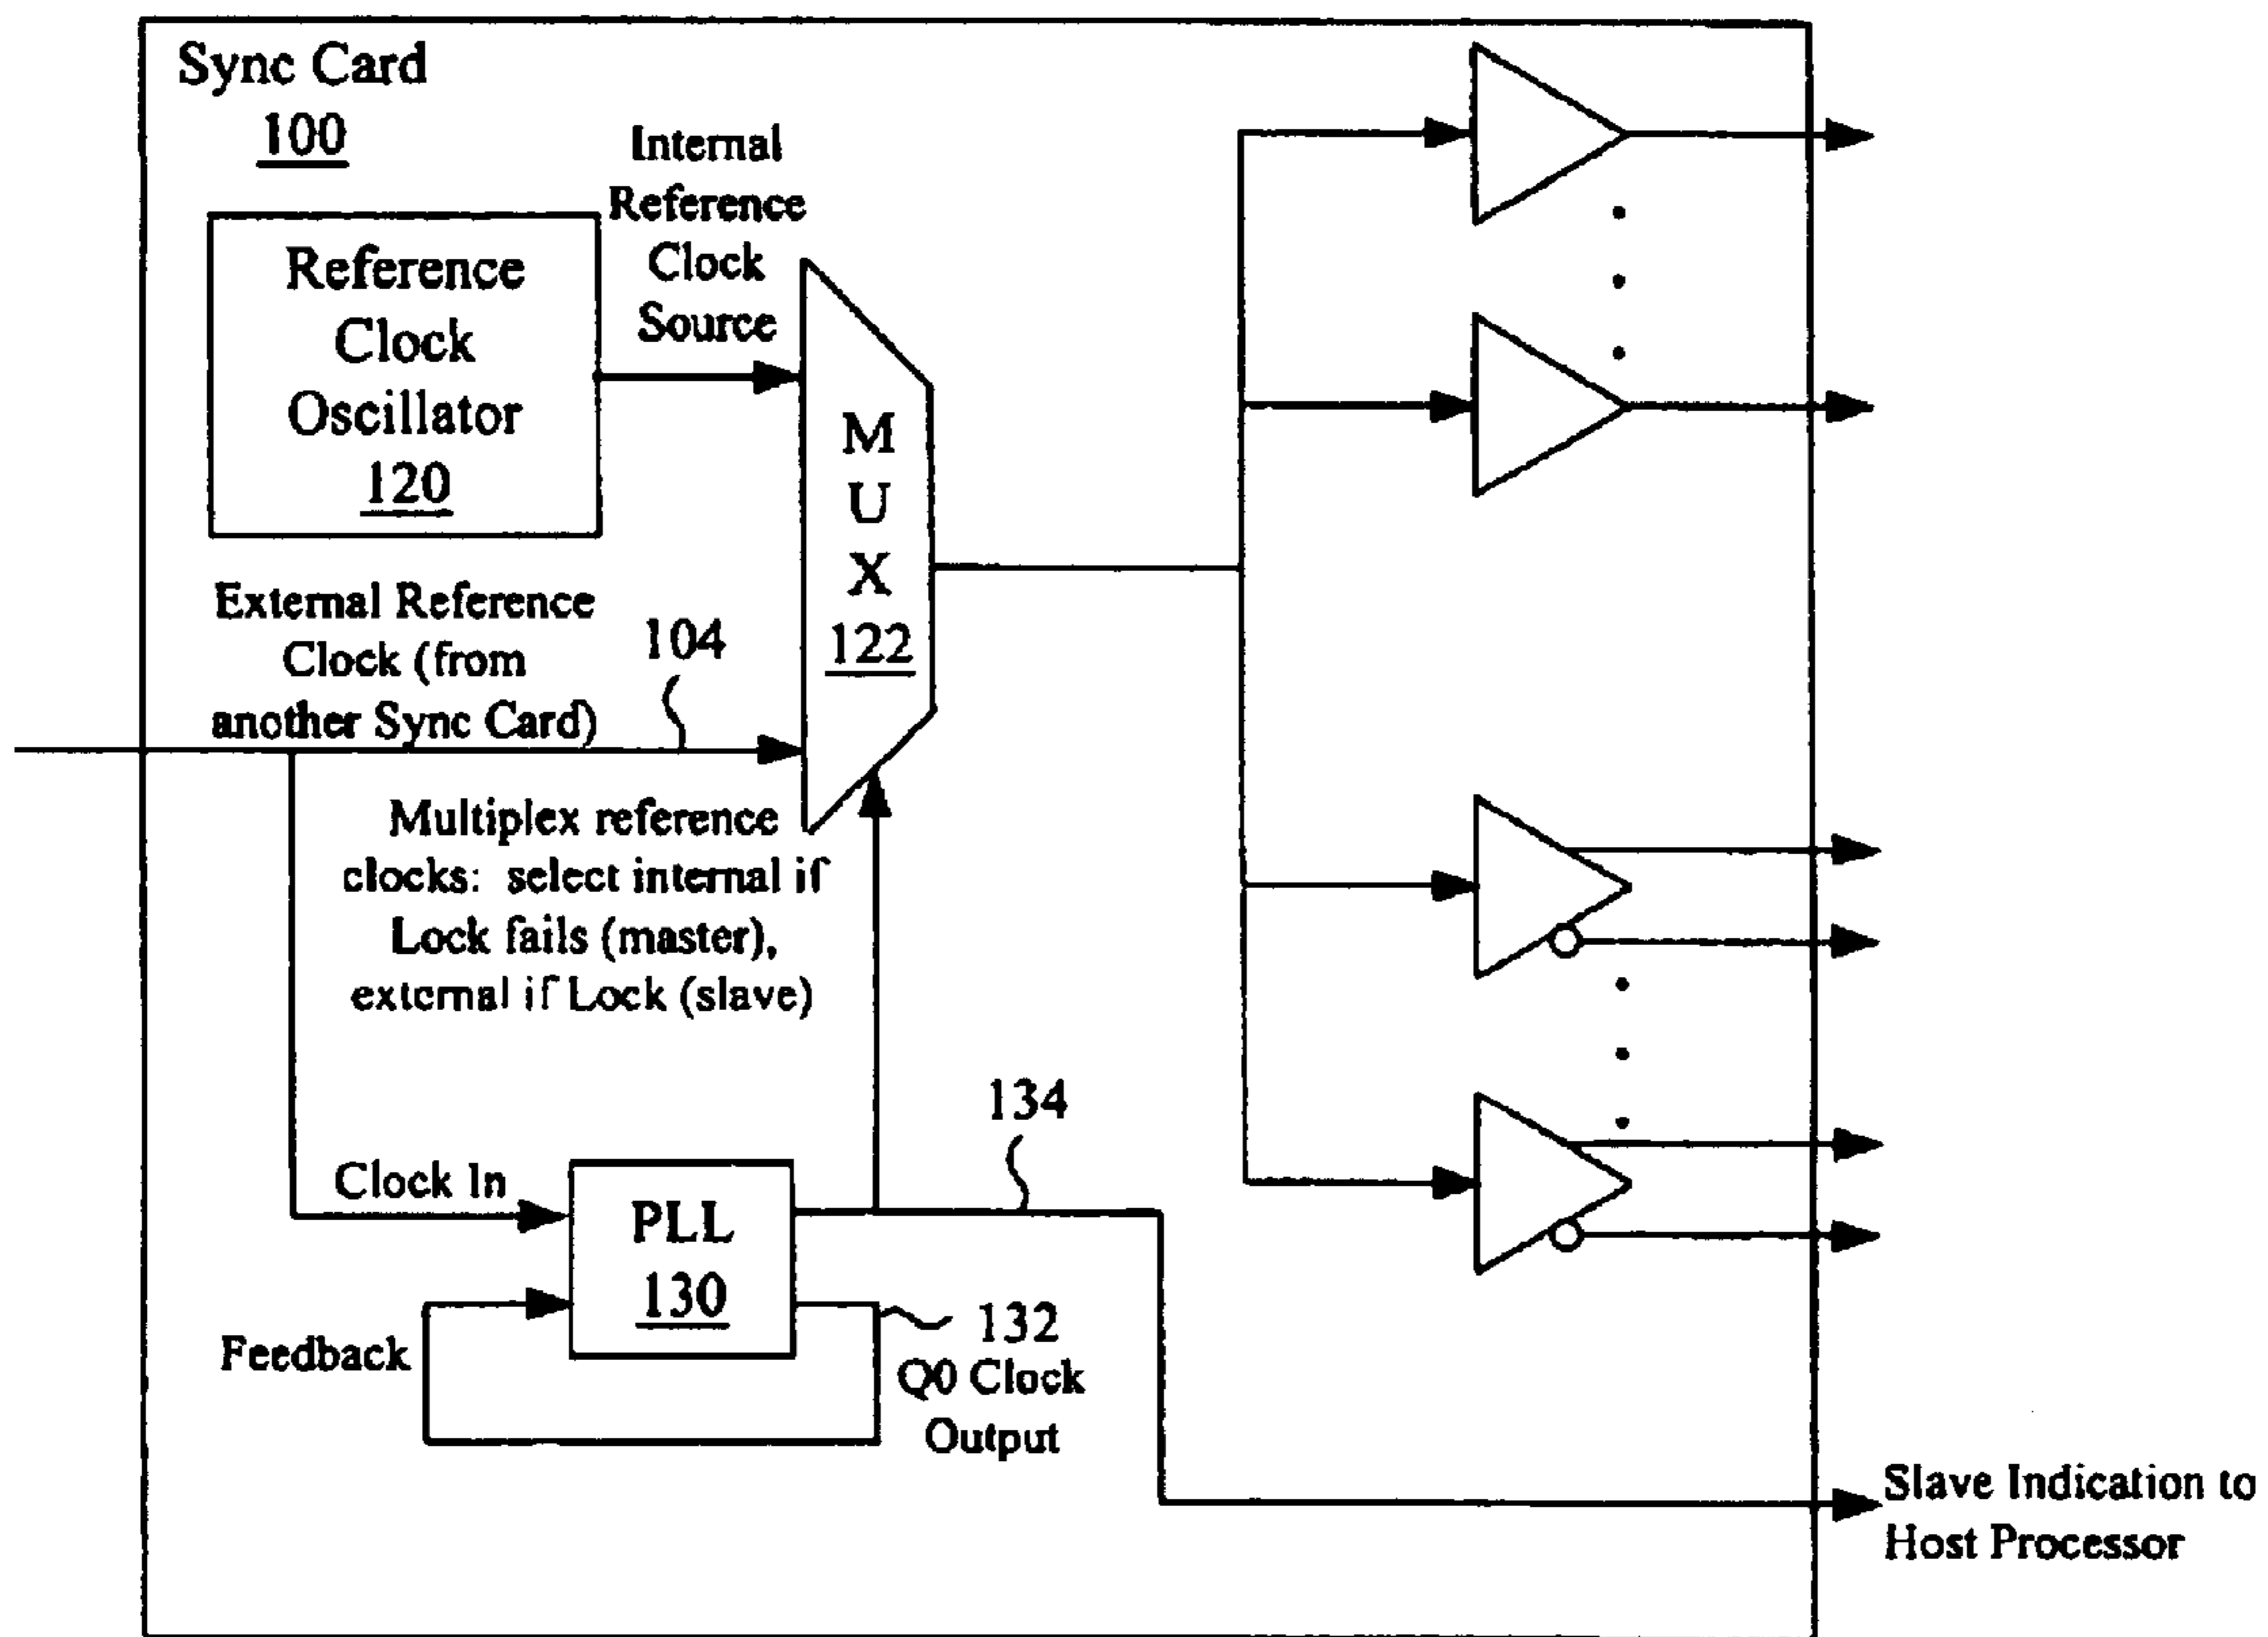 Sync Card
100
Internal
Reference
Clock
Source
Reference
Clock
Oscillator
120
M
U
X
122
External Reference
Clock (from
another Sync Card)
104
Multiplex reference
clocks: select internal if
Lock fails (master),
external if Lock (slave)
134
Clock In
PLL
130
Feedback
132
Q0 Clock
Output
Slave Indication to
Host Processor